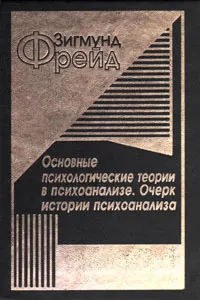 Зигмунд
Фрейд
Основные
психологические теории
в психоанализе. Очерк
истории психоанализа